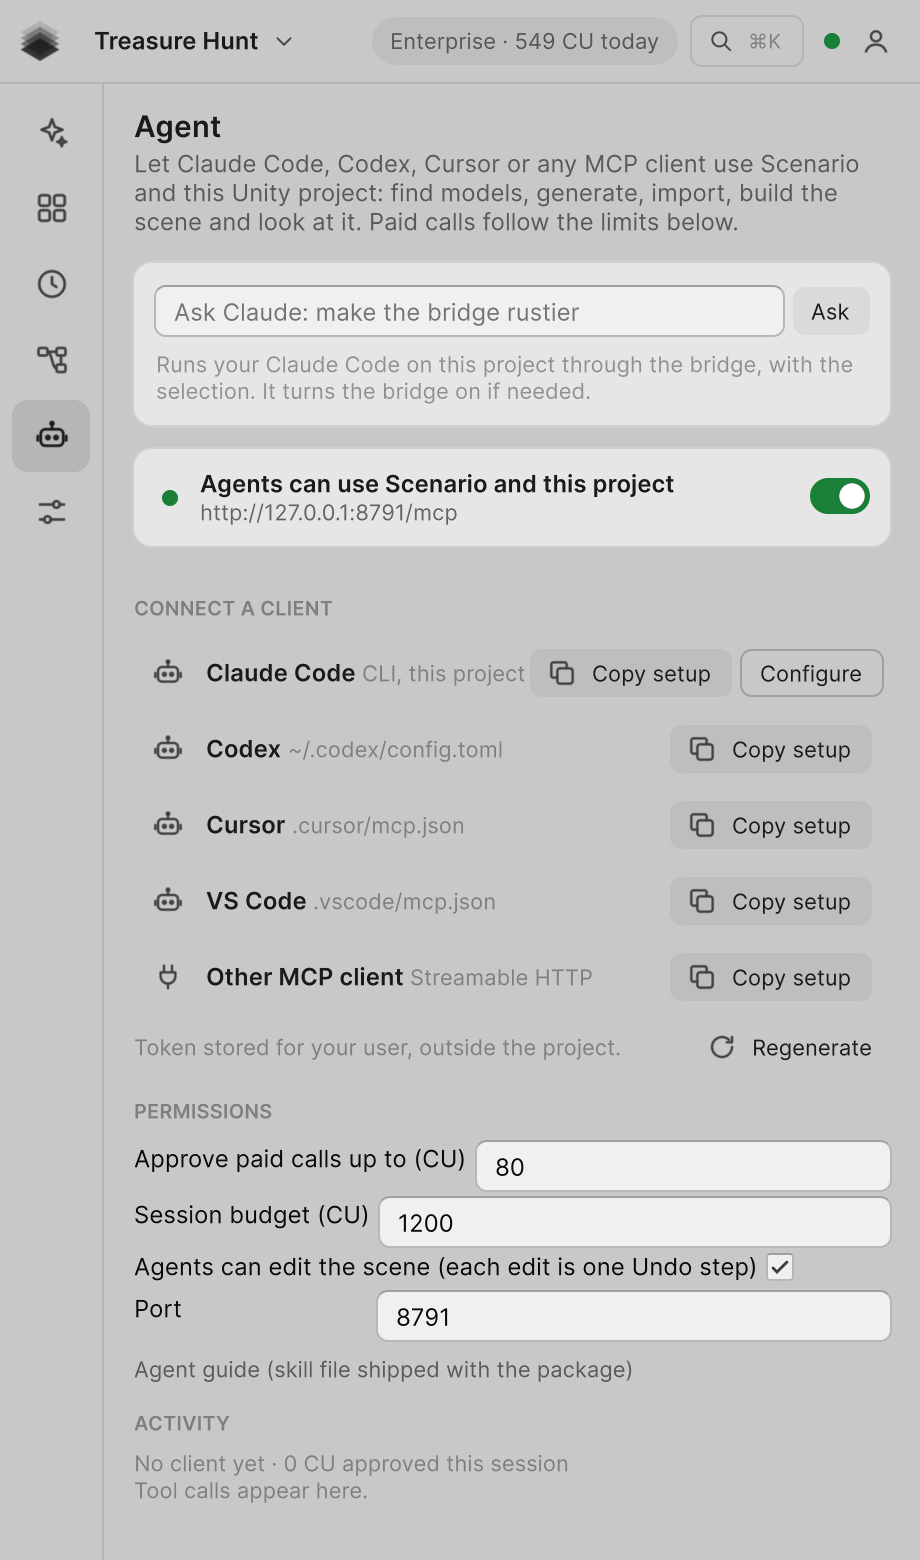 Treasure Hunt
Enterprise · 549 CU today
⌘K
Agent
Let Claude Code, Codex, Cursor or any MCP client use Scenario
and this Unity project: find models, generate, import, build the
scene and look at it. Paid calls follow the limits below.
Ask Claude: make the bridge rustier
Ask
Runs your Claude Code on this project through the bridge, with the
selection. It turns the bridge on if needed.
Agents can use Scenario and this project
http://127.0.0.1:8791/mcp
CONNECT A CLIENT
Claude Code CLI, this project Copy setup Configure
Codex ~/.codex/config.toml Copy setup
Cursor .cursor/mcp.json Copy setup
VS Code .vscode/mcp.json Copy setup
Other MCP client Streamable HTTP Copy setup
Token stored for your user, outside the project. Regenerate
PERMISSIONS
Approve paid calls up to (CU) 80
Session budget (CU) 1200
Agents can edit the scene (each edit is one Undo step)
Port 8791
Agent guide (skill file shipped with the package)
ACTIVITY
No client yet · 0 CU approved this session
Tool calls appear here.